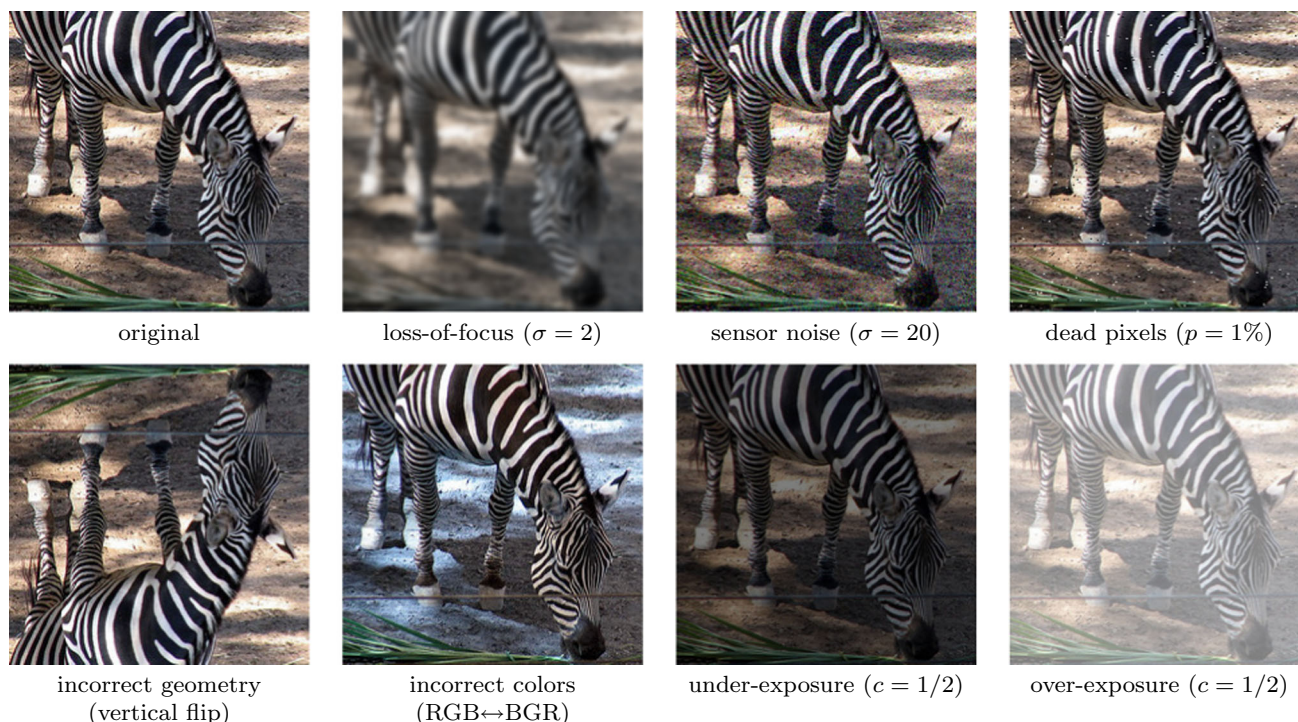 original
loss-of-focus (σ = 2)
sensor noise (σ = 20)
dead pixels (p = 1%)
incorrect geometry
(vertical flip)
incorrect colors
(RGB↔BGR)
under-exposure (c = 1/2)
over-exposure (c = 1/2)